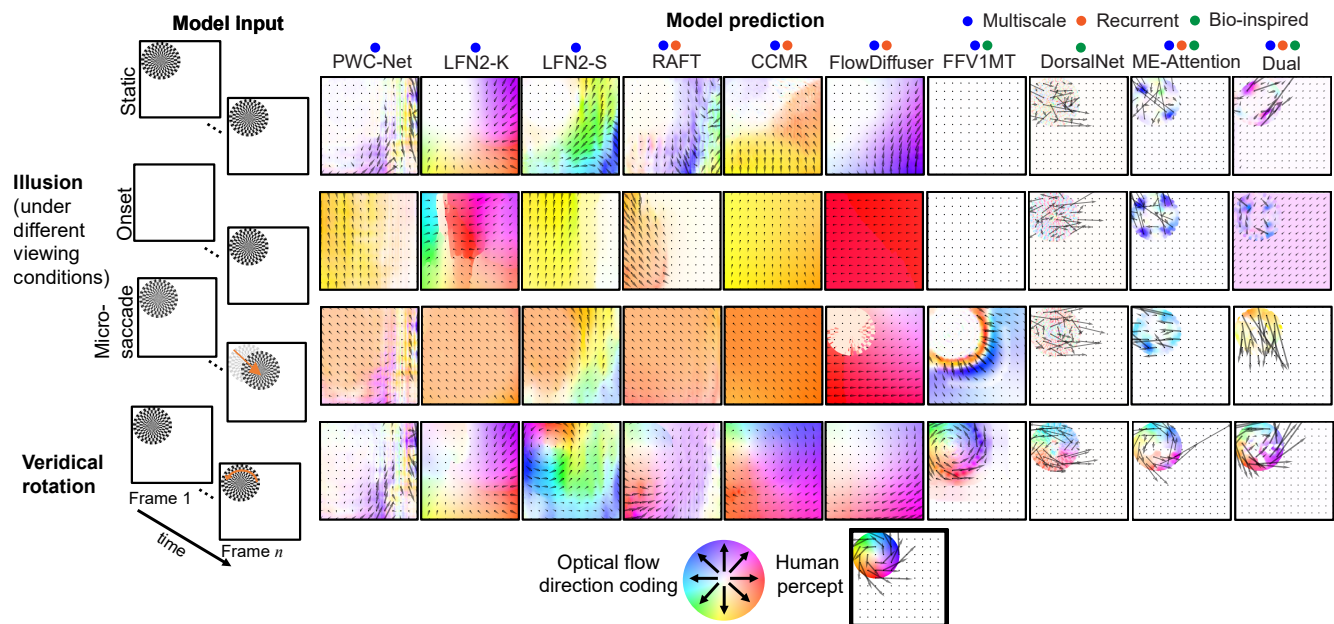 Model Input
Model prediction
Multiscale Recurrent Bio-inspired
PWC-Net LFN2-K LFN2-S RAFT CCMR FlowDiffuser FFV1MT DorsalNet ME-Attention Dual
Static
Illusion
(under
different
viewing
conditions)
Onset
Micro-
saccade
Veridical
rotation
Frame 1
time
Frame n
Optical flow
direction coding
Human
percept